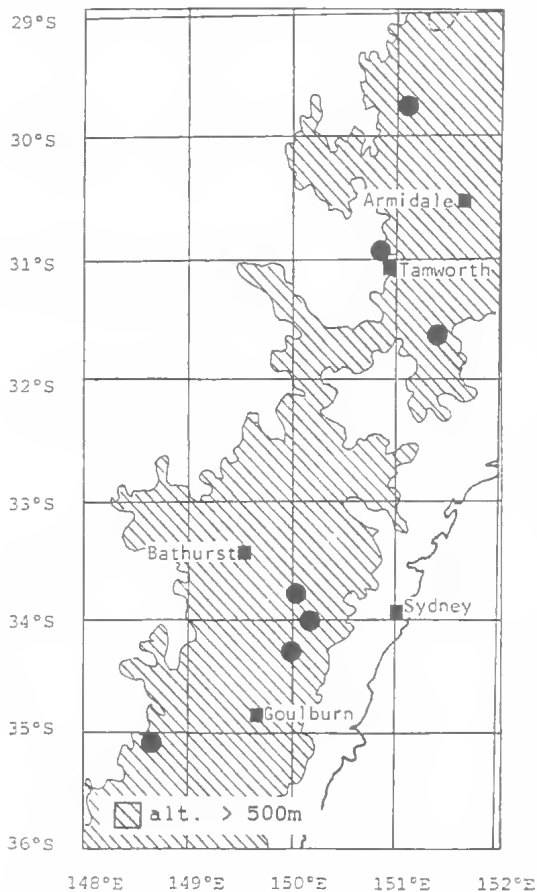 29°S
30°S
Armidale
31°S
Tamworth
32°S
33°S
Bathurst
Sydney
34°S
Goulburn
35°S
alt. > 500m
36°S
148°E 149°E 150°E 151°E 152°E